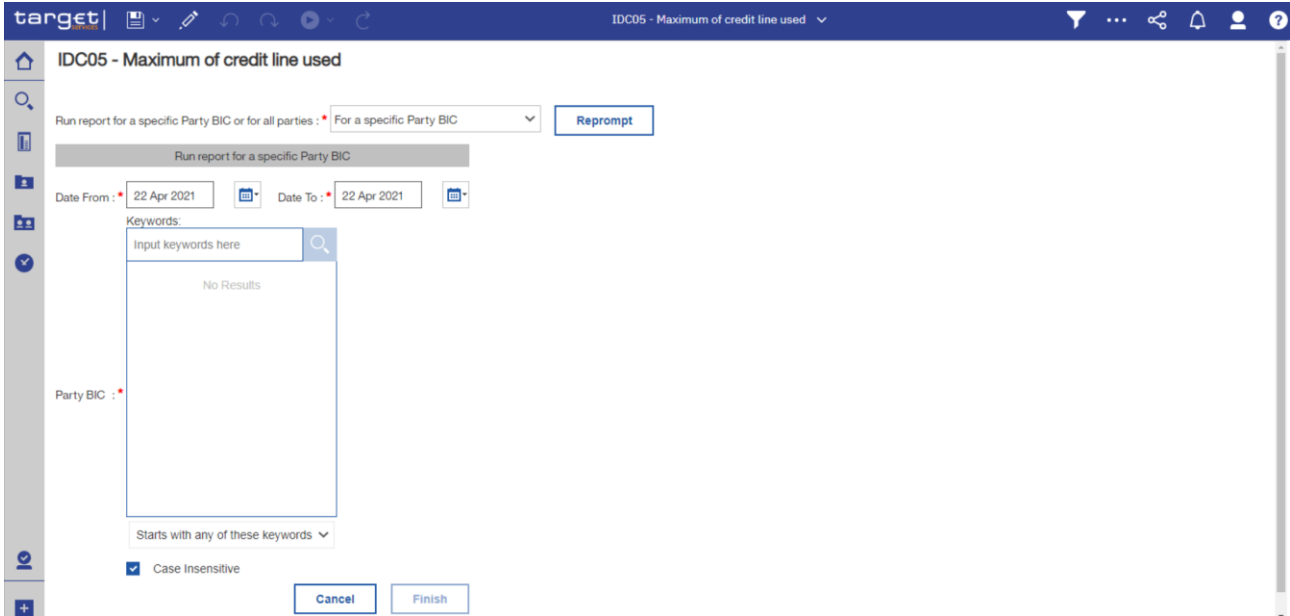 target| IDC05 - Maximum of credit line used
services
IDC05 - Maximum of credit line used
Run report for a specific Party BIC or for all parties : * For a specific Party BIC Reprompt
Run report for a specific Party BIC
Date From : * 22 Apr 2021 Date To : * 22 Apr 2021
Keywords:
Input keywords here
No Results
Party BIC : *
Starts with any of these keywords
Case Insensitive
Cancel Finish